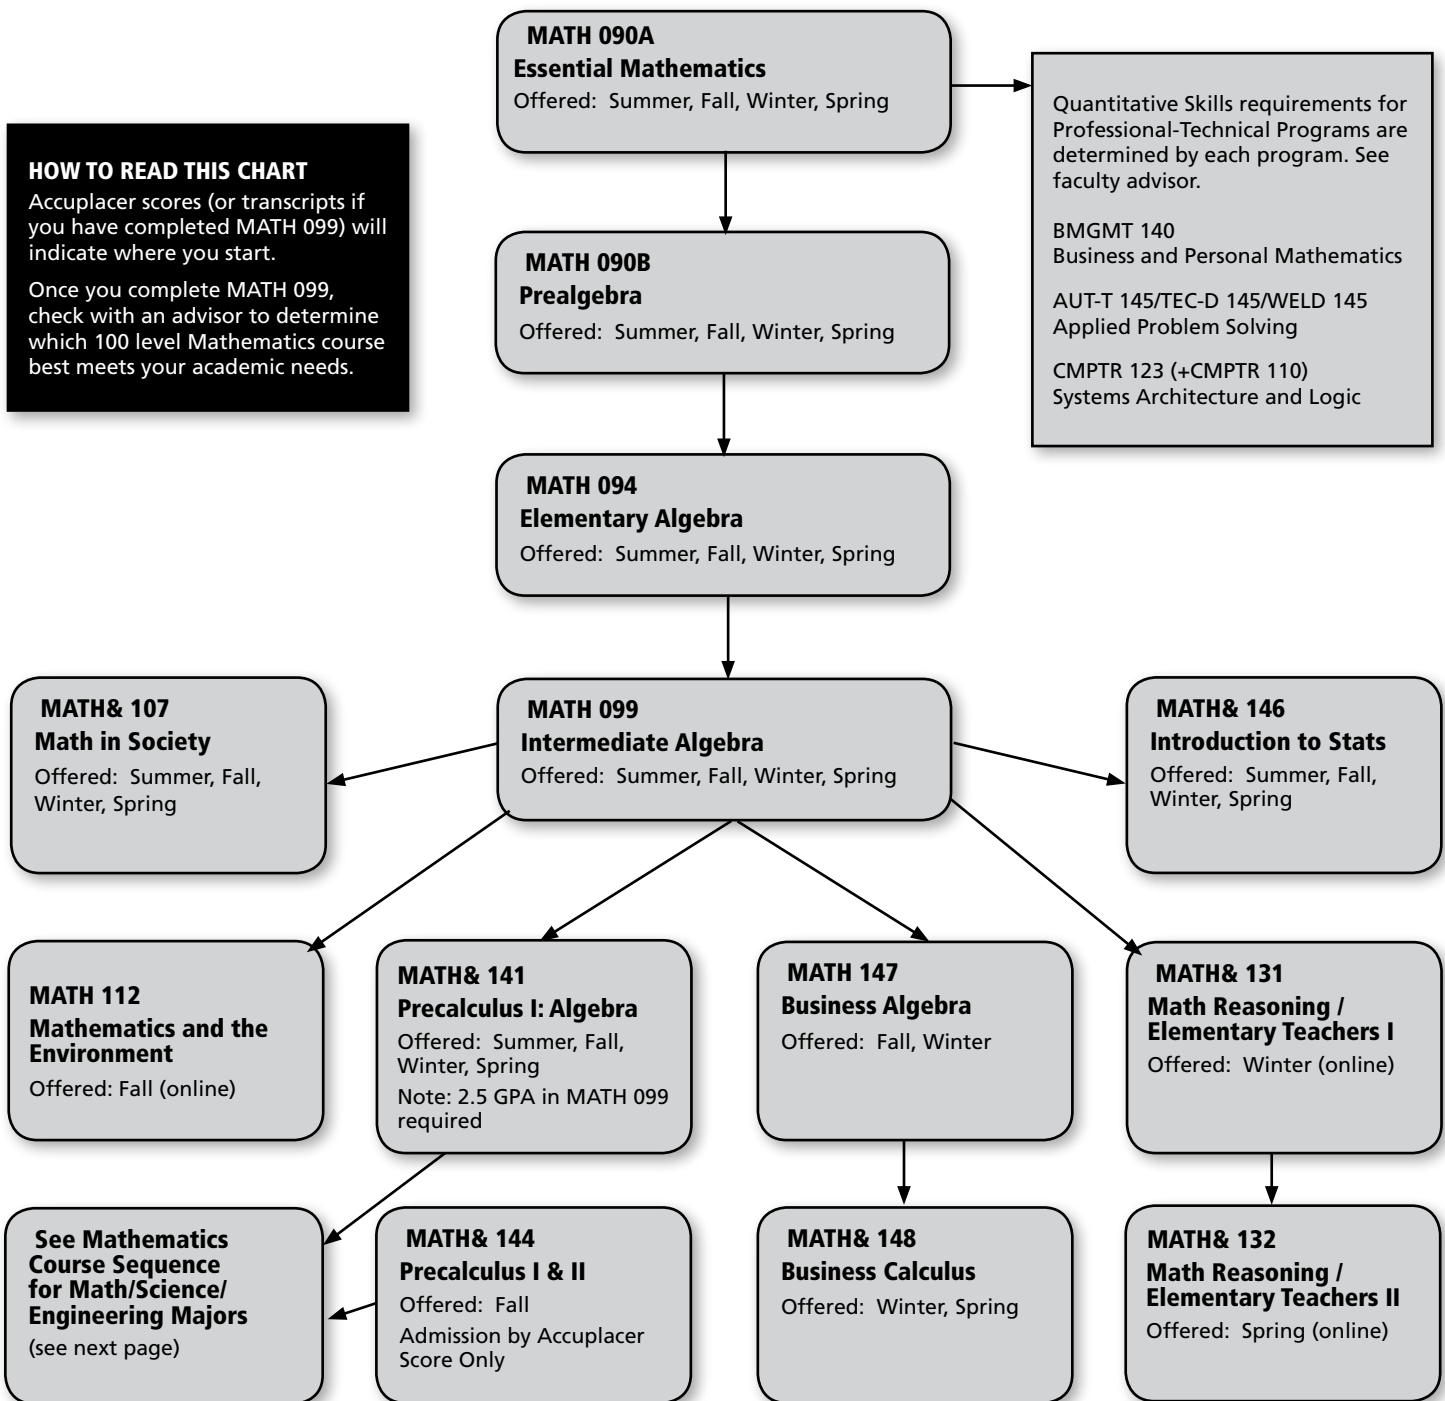 MATH 090A
Essential Mathematics
Offered: Summer, Fall, Winter, Spring
Quantitative Skills requirements for
Professional-Technical Programs are
determined by each program. See
faculty advisor.
BMGMT 140
Business and Personal Mathematics
AUT-T 145/TEC-D 145/WELD 145
Applied Problem Solving
CMPTR 123 (+CMPTR 110)
Systems Architecture and Logic
HOW TO READ THIS CHART
Accuplacer scores (or transcripts if
you have completed MATH 099) will
indicate where you start.
Once you complete MATH 099,
check with an advisor to determine
which 100 level Mathematics course
best meets your academic needs.
MATH 090B
Prealgebra
Offered: Summer, Fall, Winter, Spring
MATH 094
Elementary Algebra
Offered: Summer, Fall, Winter, Spring
MATH& 107
Math in Society
Offered: Summer, Fall,
Winter, Spring
MATH 099
Intermediate Algebra
Offered: Summer, Fall, Winter, Spring
MATH& 146
Introduction to Stats
Offered: Summer, Fall,
Winter, Spring
MATH 112
Mathematics and the
Environment
Offered: Fall (online)
MATH& 141
Precalculus I: Algebra
Offered: Summer, Fall,
Winter, Spring
Note: 2.5 GPA in MATH 099
required
MATH 147
Business Algebra
Offered: Fall, Winter
MATH& 131
Math Reasoning /
Elementary Teachers I
Offered: Winter (online)
See Mathematics
Course Sequence
for Math/Science/
Engineering Majors
(see next page)
MATH& 144
Precalculus I & II
Offered: Fall
Admission by Accuplacer
Score Only
MATH& 148
Business Calculus
Offered: Winter, Spring
MATH& 132
Math Reasoning /
Elementary Teachers II
Offered: Spring (online)